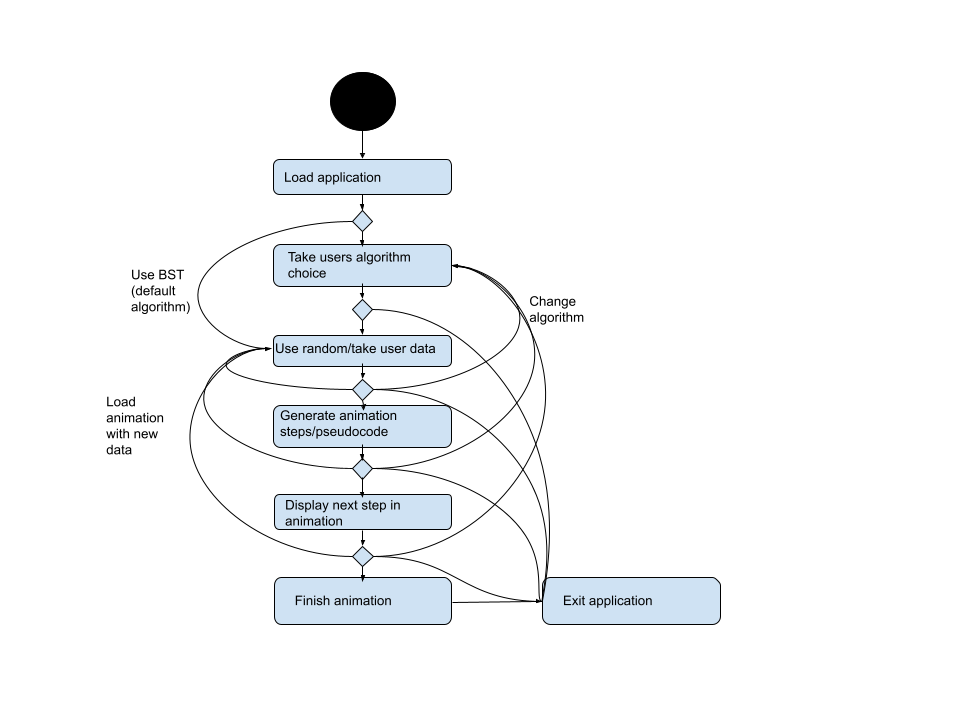 Load application
Take users algorithm
choice
Use BST
(default
algorithm)
Change
algorithm
Use random/take user data
Load
animation
with new
data
Generate animation
steps/pseudocode
Display next step in
animation
Finish animation
Exit application